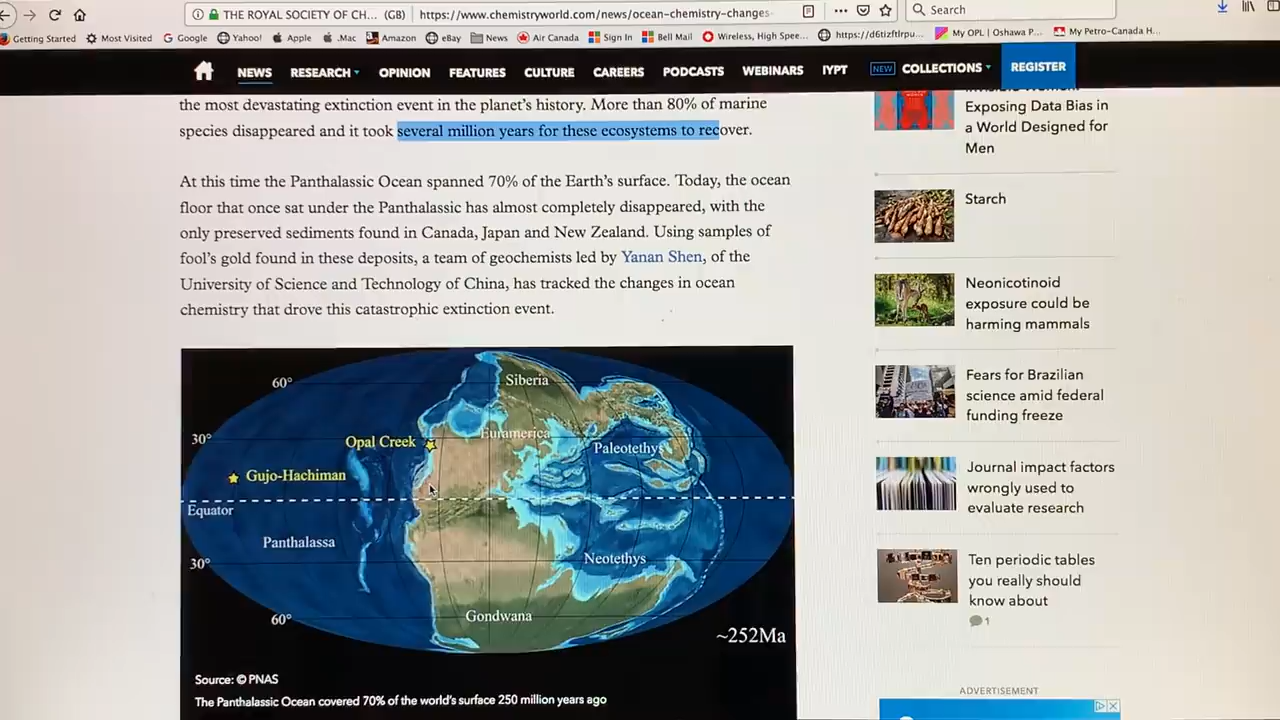 THE ROYAL SOCIETY OF CH... (GB)
https://www.chemistryworld.com/news/ocean-chemistry-changes-
Search
Getting Started
Most Visited
Google
Yahoo!
Apple
.Mac
Amazon
eBay
News
Air Canada
Sign In
Bell Mail
Wireless, High Spee...
https://d6tizftlrpu...
My OPL | Oshawa P...
My Petro-Canada H...
NEWS
RESEARCH
OPINION
FEATURES
CULTURE
CAREERS
PODCASTS
WEBINARS
IYPT
NEW
COLLECTIONS
REGISTER
the most devastating extinction event in the planet's history. More than 80% of marine
species disappeared and it took several million years for these ecosystems to recover.
At this time the Panthalassic Ocean spanned 70% of the Earth's surface. Today, the ocean
floor that once sat under the Panthalassic has almost completely disappeared, with the
only preserved sediments found in Canada, Japan and New Zealand. Using samples of
fool's gold found in these deposits, a team of geochemists led by Yanan Shen, of the
University of Science and Technology of China, has tracked the changes in ocean
chemistry that drove this catastrophic extinction event.
60°
Siberia
30°
Opal Creek
Euramerica
Paleotethys
Gujo-Hachiman
Equator
Panthalassa
30°
Neotethys
60°
Gondwana
~252Ma
Source: © PNAS
The Panthalassic Ocean covered 70% of the world's surface 250 million years ago
Exposing Data Bias in
a World Designed for
Men
Starch
Neonicotinoid
exposure could be
harming mammals
Fears for Brazilian
science amid federal
funding freeze
Journal impact factors
wrongly used to
evaluate research
Ten periodic tables
you really should
know about
1
ADVERTISEMENT